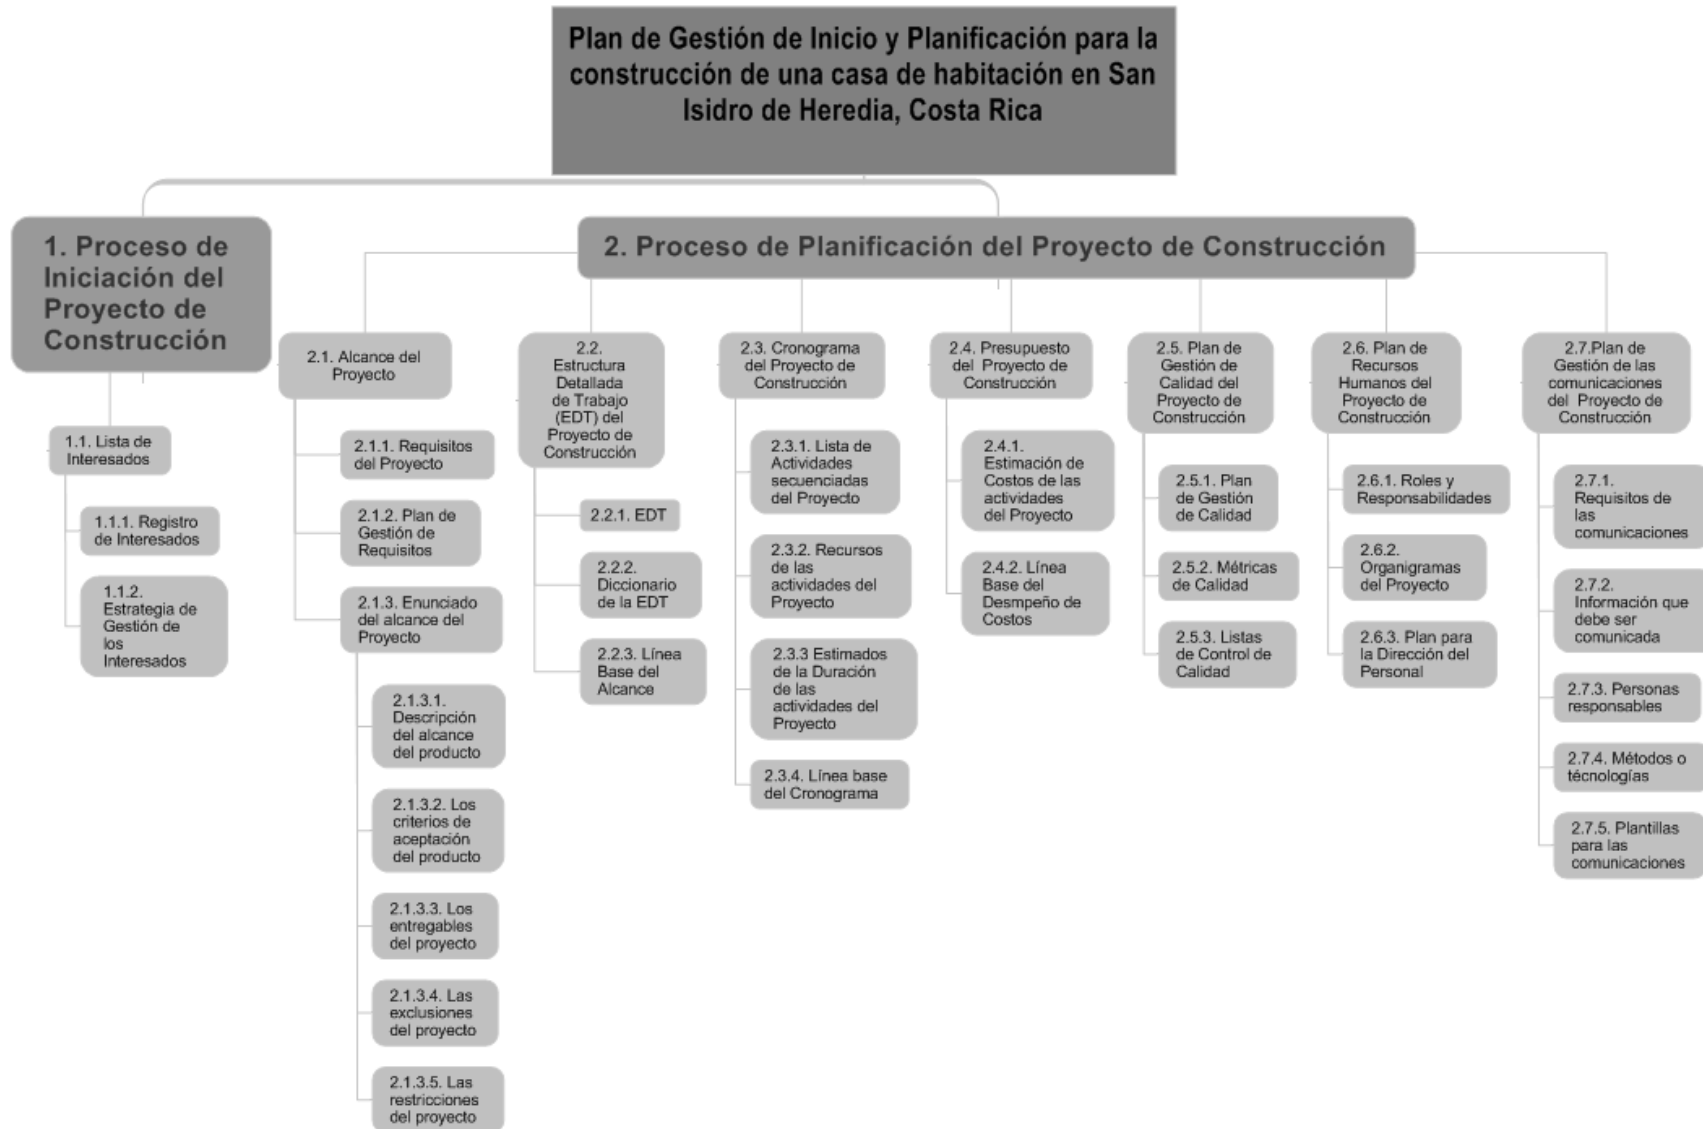 Plan de Gestión de Inicio y Planificación para la
construcción de una casa de habitación en San
Isidro de Heredia, Costa Rica
1. Proceso de
Iniciación del
Proyecto de
Construcción
2. Proceso de Planificación del Proyecto de Construcción
1.1. Lista de
Interesados
1.1.1. Registro
de Interesados
1.1.2.
Estrategia de
Gestión de
los
Interesados
2.1. Alcance del
Proyecto
2.1.1. Requisitos
del Proyecto
2.1.2. Plan de
Gestión de
Requisitos
2.1.3. Enunciado
del alcance del
Proyecto
2.1.3.1.
Descripción
del alcance
del producto
2.1.3.2. Los
criterios de
aceptación
del producto
2.1.3.3. Los
entregables
del proyecto
2.1.3.4. Las
exclusiones
del proyecto
2.1.3.5. Las
restricciones
del proyecto
2.2.
Estructura
Detallada
de Trabajo
(EDT) del
Proyecto de
Construcción
2.2.1. EDT
2.2.2.
Diccionario
de la EDT
2.2.3. Línea
Base del
Alcance
2.3. Cronograma
del Proyecto de
Construcción
2.3.1. Lista de
Actividades
secuenciadas
del Proyecto
2.3.2. Recursos
de las
actividades del
Proyecto
2.3.3 Estimados
de la Duración
de las
actividades del
Proyecto
2.3.4. Línea base
del Cronograma
2.4. Presupuesto
del Proyecto de
Construcción
2.4.1.
Estimación de
Costos de las
actividades
del Proyecto
2.4.2. Línea
Base del
Desmpeño de
Costos
2.5. Plan de
Gestión de
Calidad del
Proyecto de
Construcción
2.5.1. Plan
de Gestión
de Calidad
2.5.2. Métricas
de Calidad
2.5.3. Listas
de Control de
Calidad
2.6. Plan de
Recursos
Humanos del
Proyecto de
Construcción
2.6.1. Roles y
Responsabilidades
2.6.2.
Organigramas
del Proyecto
2.6.3. Plan para
la Dirección del
Personal
2.7.Plan de
Gestión de las
comunicaciones
del Proyecto de
Construcción
2.7.1.
Requisitos de
las
comunicaciones
2.7.2.
Información que
debe ser
comunicada
2.7.3. Personas
responsables
2.7.4. Métodos o
técnologías
2.7.5. Plantillas
para las
comunicaciones